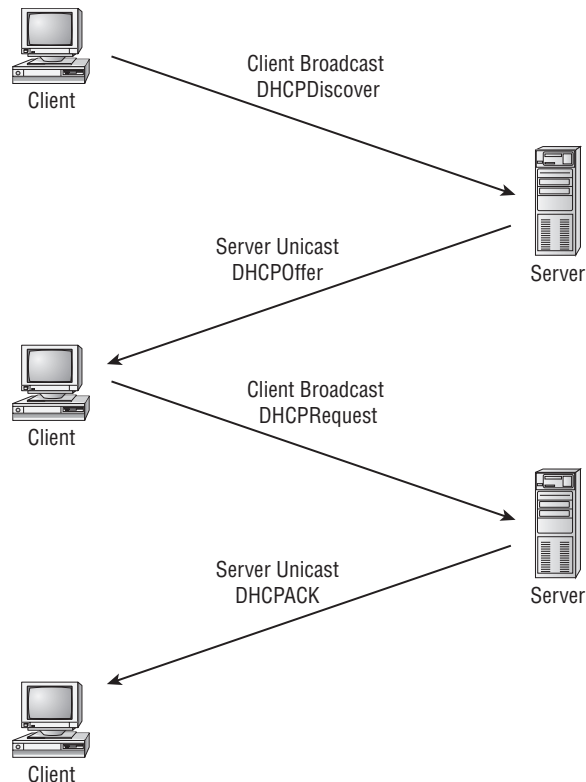 Client
Client Broadcast
DHCPDiscover
Server
Server Unicast
DHCPOffer
Client
Client Broadcast
DHCPRequest
Server
Server Unicast
DHCPACK
Client